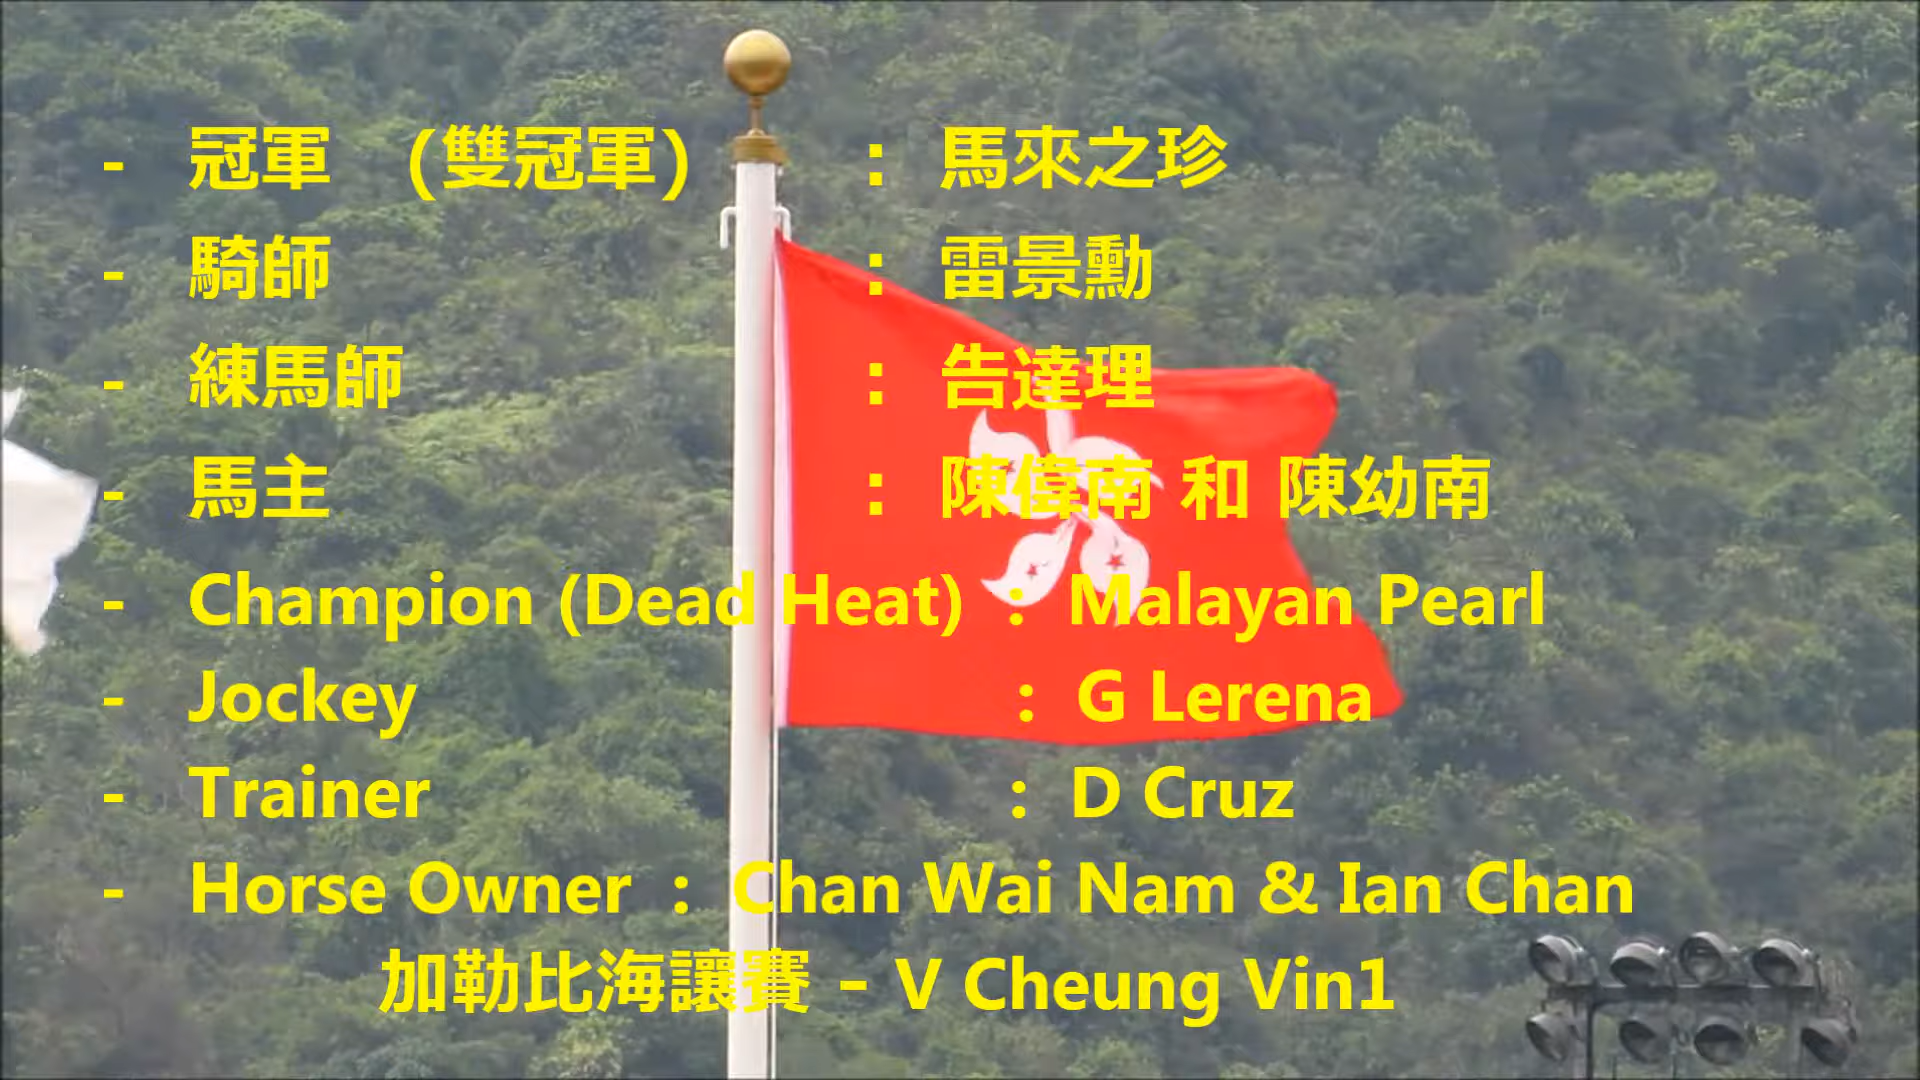 - 冠軍 (雙冠軍) : 馬來之珍
- 騎師 : 雷景勳
- 練馬師 : 告達理
- 馬主 : 陳偉南 和 陳幼南
- Champion (Dead Heat) : Malayan Pearl
- Jockey : G Lerena
- Trainer : D Cruz
- Horse Owner : Chan Wai Nam & Ian Chan
加勒比海讓賽 - V Cheung Vin1